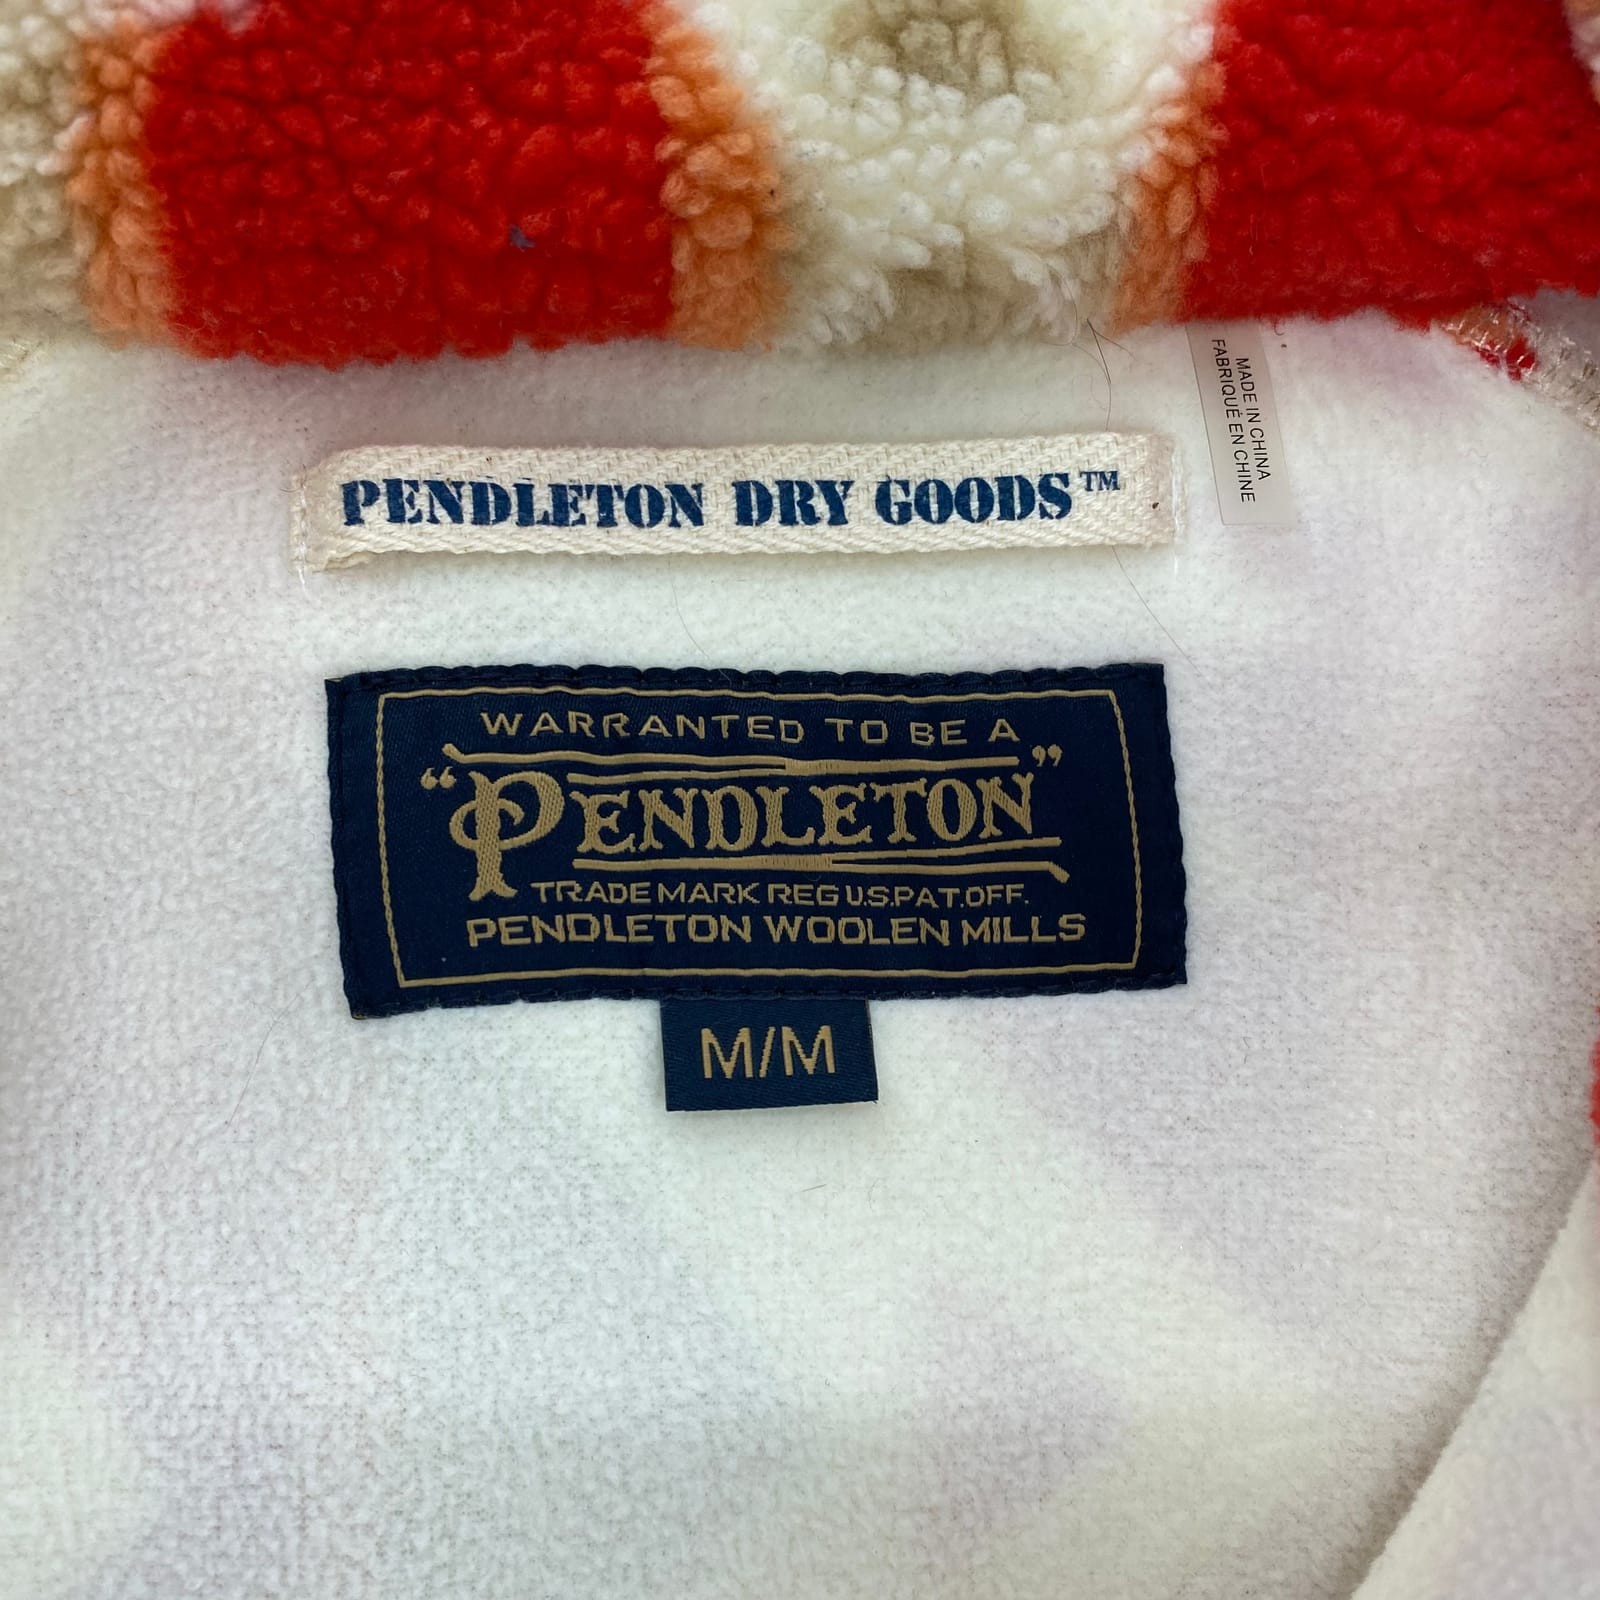 MADE IN CHINA
FABRIQUÉ EN CHINE
PENDLETON DRY GOODS™
WARRANTED TO BE A
“PENDLETON”
TRADE MARK REG U.S.PAT.OFF.
PENDLETON WOOLEN MILLS
M/M